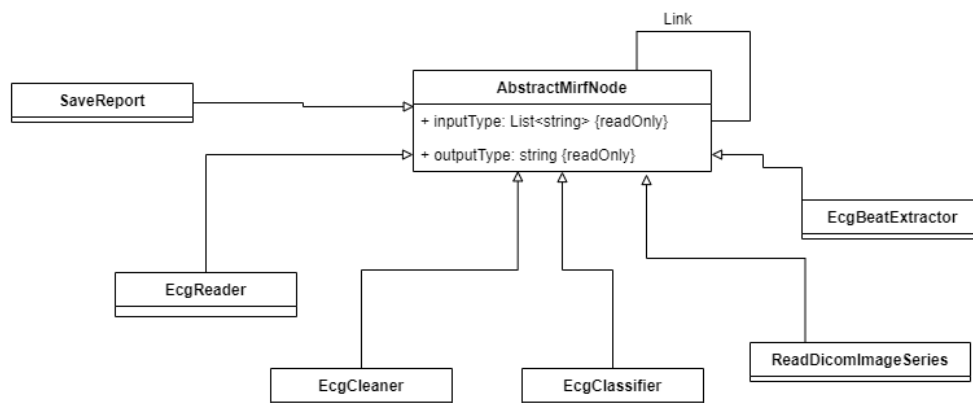 Link
AbstractMirfNode
+ inputType: List<string> {readOnly}
+ outputType: string {readOnly}
SaveReport
EcgBeatExtractor
EcgReader
ReadDicomImageSeries
EcgCleaner
EcgClassifier